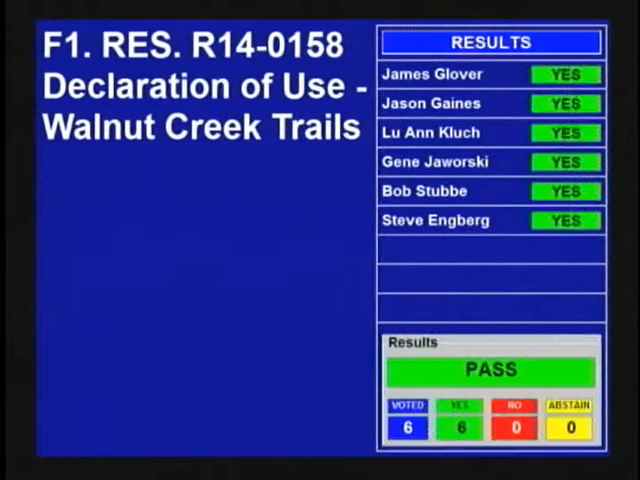 F1. RES. R14-0158
Declaration of Use -
Walnut Creek Trails
RESULTS
James Glover YES
Jason Gaines YES
Lu Ann Kluch YES
Gene Jaworski YES
Bob Stubbe YES
Steve Engberg YES
Results
PASS
VOTED YES NO ABSTAIN
6 6 0 0